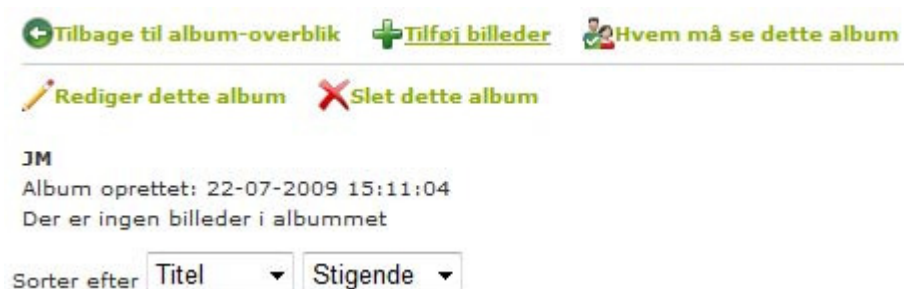 Tilbage til album-overblik Tilføj billeder Hvem må se dette album
Rediger dette album Slet dette album
JM
Album oprettet: 22-07-2009 15:11:04
Der er ingen billeder i albummet
Sorter efter Titel Stigende